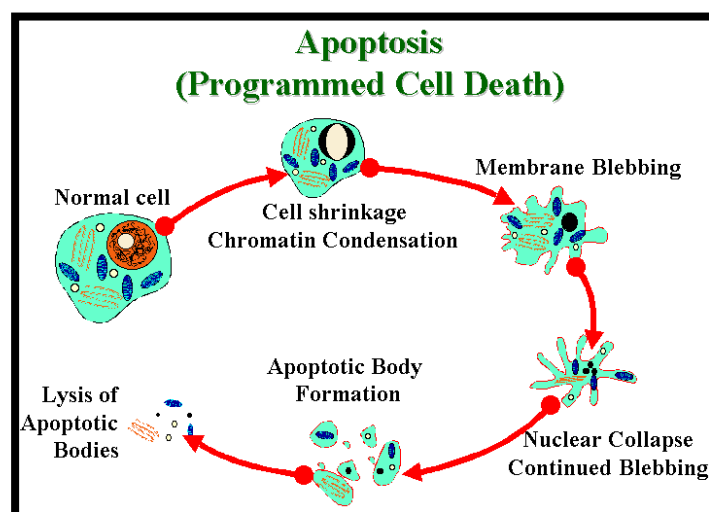 Apoptosis
(Programmed Cell Death)
Normal cell
Cell shrinkage
Chromatin Condensation
Membrane Blebbing
Nuclear Collapse
Continued Blebbing
Apoptotic Body
Formation
Lysis of
Apoptotic
Bodies